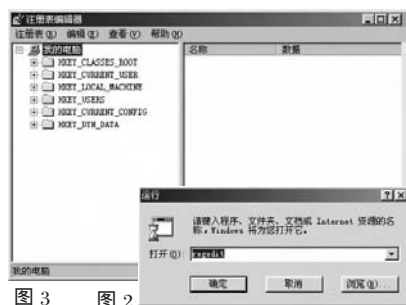 注册表编辑器
注册表(R) 编辑(E) 查看(V) 帮助(H)
我的电脑
HKEY_CLASSES_ROOT
HKEY_CURRENT_USER
HKEY_LOCAL_MACHINE
HKEY_USERS
HKEY_CURRENT_CONFIG
HKEY_DYN_DATA
名称 数据
我的电脑
运行
请键入程序、文件夹、文档或 Internet 资源的名
称,Windows 将为您打开它。
打开(O): regedit
确定 取消 浏览(B)...
图 3 图 2